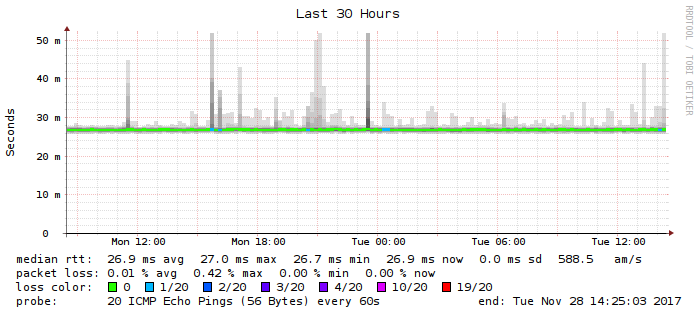 Last 30 Hours
RRDTOOL / TOBI OETIKER
Seconds
50 m
40 m
30 m
20 m
10 m
0
Mon 12:00 Mon 18:00 Tue 00:00 Tue 06:00 Tue 12:00
median rtt: 26.9 ms avg 27.0 ms max 26.7 ms min 26.9 ms now 0.0 ms sd 588.5 am/s
packet loss: 0.01 % avg 0.42 % max 0.00 % min 0.00 % now
loss color: 0 1/20 2/20 3/20 4/20 10/20 19/20
probe: 20 ICMP Echo Pings (56 Bytes) every 60s end: Tue Nov 28 14:25:03 2017